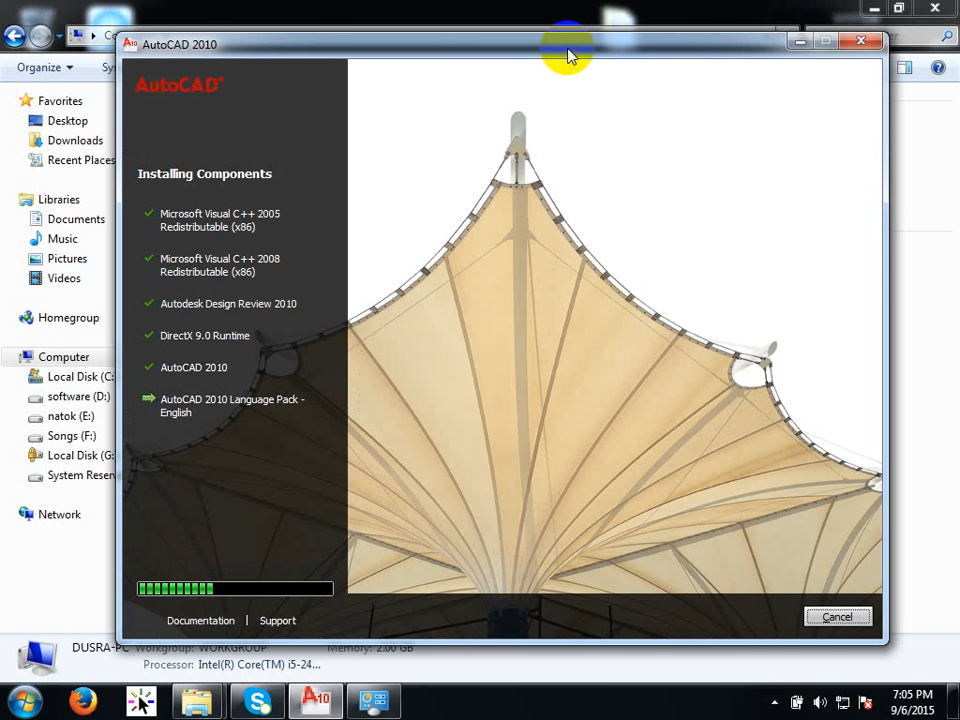 AutoCAD 2010
AutoCAD®
Installing Components
Microsoft Visual C++ 2005
Redistributable (x86)
Microsoft Visual C++ 2008
Redistributable (x86)
Autodesk Design Review 2010
DirectX 9.0 Runtime
AutoCAD 2010
AutoCAD 2010 Language Pack -
English
Documentation | Support
Cancel
Organize
Favorites
Desktop
Downloads
Recent Places
Libraries
Documents
Music
Pictures
Videos
Homegroup
Computer
Local Disk (C:
software (D:)
natok (E:)
Songs (F:)
Local Disk (G:
System Reser
Network
DUSRA-PC Workgroup: WORKGROUP Memory: 2.00 GB
Processor: Intel(R) Core(TM) i5-24...
7:05 PM
9/6/2015